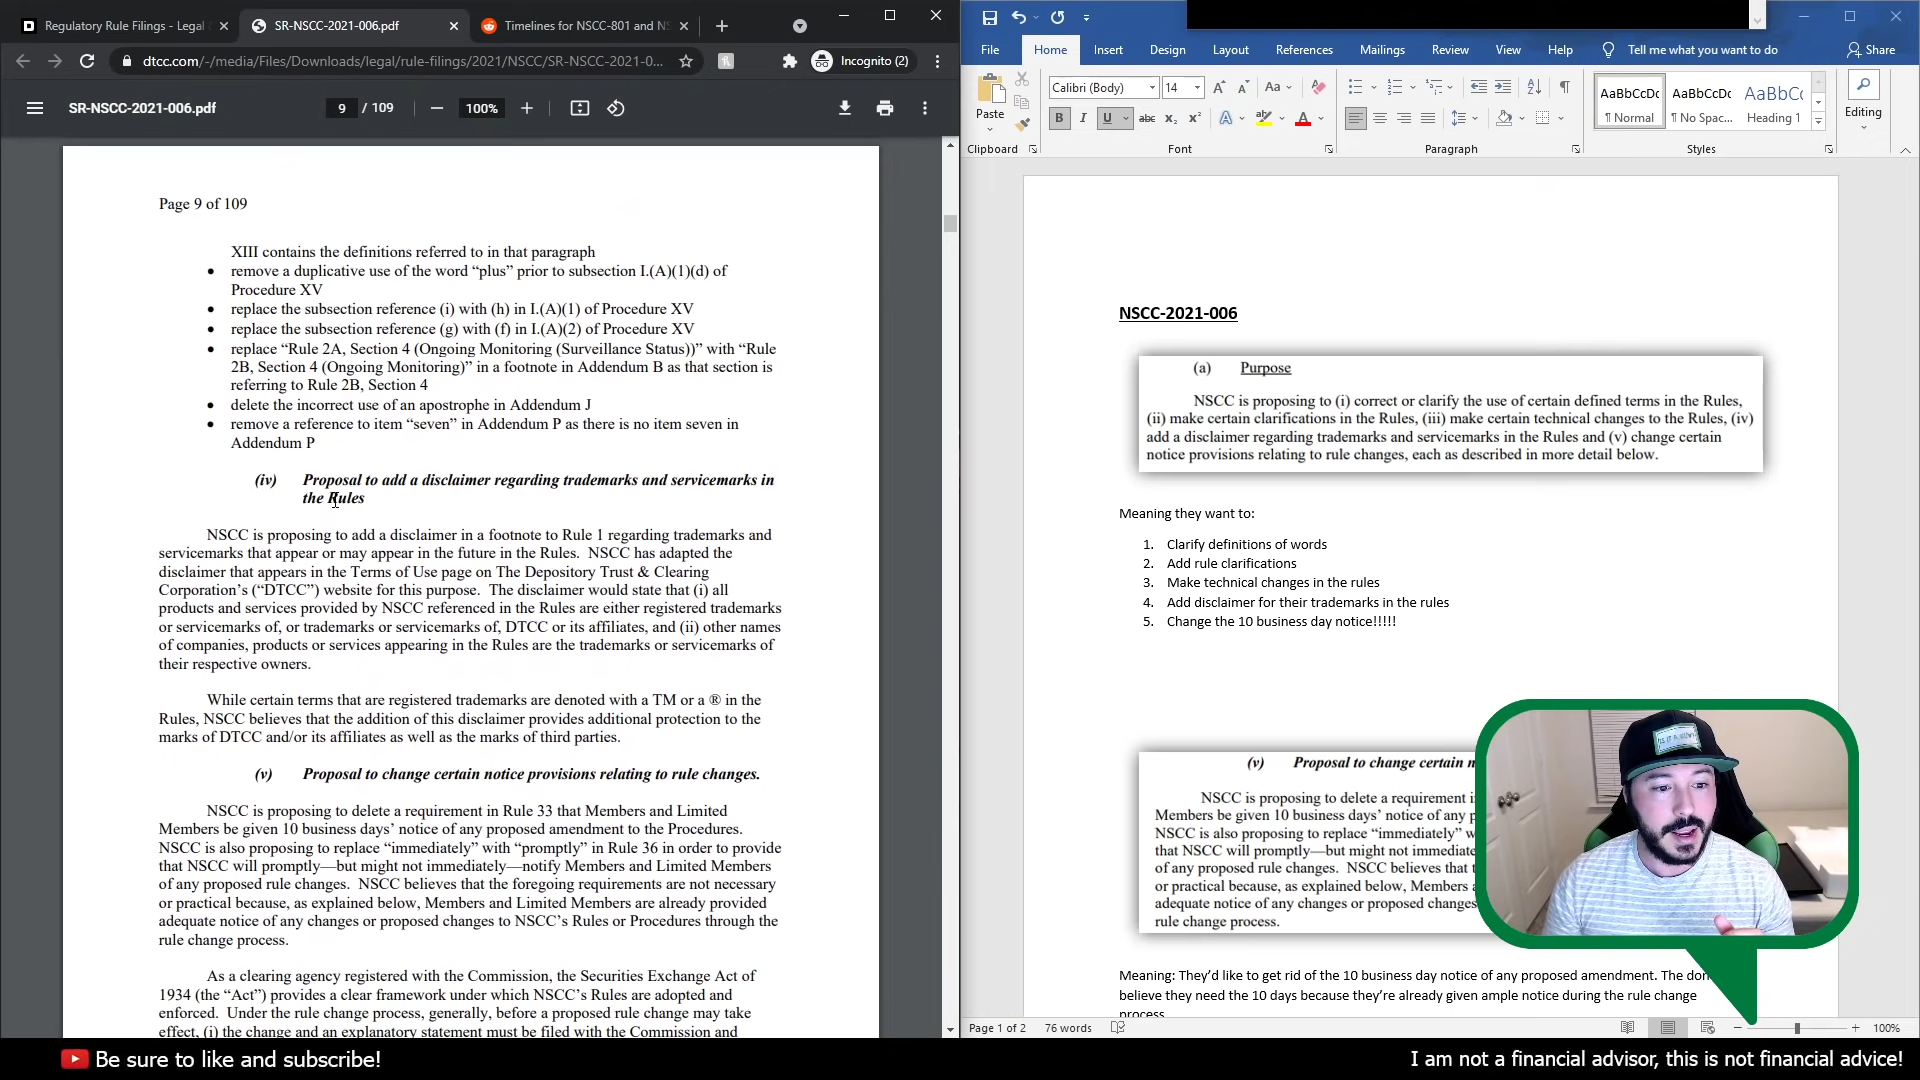 Regulatory Rule Filings - Legal
SR-NSCC-2021-006.pdf
Timelines for NSCC-801 and NS
dtcc.com/-/media/Files/Downloads/legal/rule-filings/2021/NSCC/SR-NSCC-2021-0...
Incognito (2)
SR-NSCC-2021-006.pdf
9 / 109
100%
Page 9 of 109
XIII contains the definitions referred to in that paragraph
• remove a duplicative use of the word “plus” prior to subsection I.(A)(1)(d) of
Procedure XV
• replace the subsection reference (i) with (h) in I.(A)(1) of Procedure XV
• replace the subsection reference (g) with (f) in I.(A)(2) of Procedure XV
• replace “Rule 2A, Section 4 (Ongoing Monitoring (Surveillance Status))” with “Rule
2B, Section 4 (Ongoing Monitoring)” in a footnote in Addendum B as that section is
referring to Rule 2B, Section 4
• delete the incorrect use of an apostrophe in Addendum J
• remove a reference to item “seven” in Addendum P as there is no item seven in
Addendum P
(iv) Proposal to add a disclaimer regarding trademarks and servicemarks in
the Rules
NSCC is proposing to add a disclaimer in a footnote to Rule 1 regarding trademarks and
servicemarks that appear or may appear in the future in the Rules. NSCC has adapted the
disclaimer that appears in the Terms of Use page on The Depository Trust & Clearing
Corporation’s (“DTCC”) website for this purpose. The disclaimer would state that (i) all
products and services provided by NSCC referenced in the Rules are either registered trademarks
or servicemarks of, or trademarks or servicemarks of, DTCC or its affiliates, and (ii) other names
of companies, products or services appearing in the Rules are the trademarks or servicemarks of
their respective owners.
While certain terms that are registered trademarks are denoted with a TM or a ® in the
Rules, NSCC believes that the addition of this disclaimer provides additional protection to the
marks of DTCC and/or its affiliates as well as the marks of third parties.
(v) Proposal to change certain notice provisions relating to rule changes.
NSCC is proposing to delete a requirement in Rule 33 that Members and Limited
Members be given 10 business days’ notice of any proposed amendment to the Procedures.
NSCC is also proposing to replace “immediately” with “promptly” in Rule 36 in order to provide
that NSCC will promptly—but might not immediately—notify Members and Limited Members
of any proposed rule changes. NSCC believes that the foregoing requirements are not necessary
or practical because, as explained below, Members and Limited Members are already provided
adequate notice of any changes or proposed changes to NSCC’s Rules or Procedures through the
rule change process.
As a clearing agency registered with the Commission, the Securities Exchange Act of
1934 (the “Act”) provides a clear framework under which NSCC’s Rules are adopted and
enforced. Under the rule change process, generally, before a proposed rule change may take
effect, (i) the change and an explanatory statement must be filed with the Commission and
File Home Insert Design Layout References Mailings Review View Help Tell me what you want to do Share
Paste
Clipboard
Calibri (Body) 14
Aa
B I U abc x₂ x² A A
Font
Paragraph
AaBbCcDc AaBbCcDc AaBbCc
¶ Normal ¶ No Spac... Heading 1
Styles
Editing
NSCC-2021-006
(a) Purpose
NSCC is proposing to (i) correct or clarify the use of certain defined terms in the Rules,
(ii) make certain clarifications in the Rules, (iii) make certain technical changes to the Rules, (iv)
add a disclaimer regarding trademarks and servicemarks in the Rules and (v) change certain
notice provisions relating to rule changes, each as described in more detail below.
Meaning they want to:
1. Clarify definitions of words
2. Add rule clarifications
3. Make technical changes in the rules
4. Add disclaimer for their trademarks in the rules
5. Change the 10 business day notice!!!!!
(v) Proposal to change certain n
NSCC is proposing to delete a requirement i
Members be given 10 business days’ notice of any p
NSCC is also proposing to replace “immediately” w
that NSCC will promptly—but might not immediate
of any proposed rule changes. NSCC believes that t
or practical because, as explained below, Members a
adequate notice of any changes or proposed changes
rule change process.
Meaning: They’d like to get rid of the 10 business day notice of any proposed amendment. The don
believe they need the 10 days because they’re already given ample notice during the rule change
process
Page 1 of 2 76 words
100%
Be sure to like and subscribe!
I am not a financial advisor, this is not financial advice!